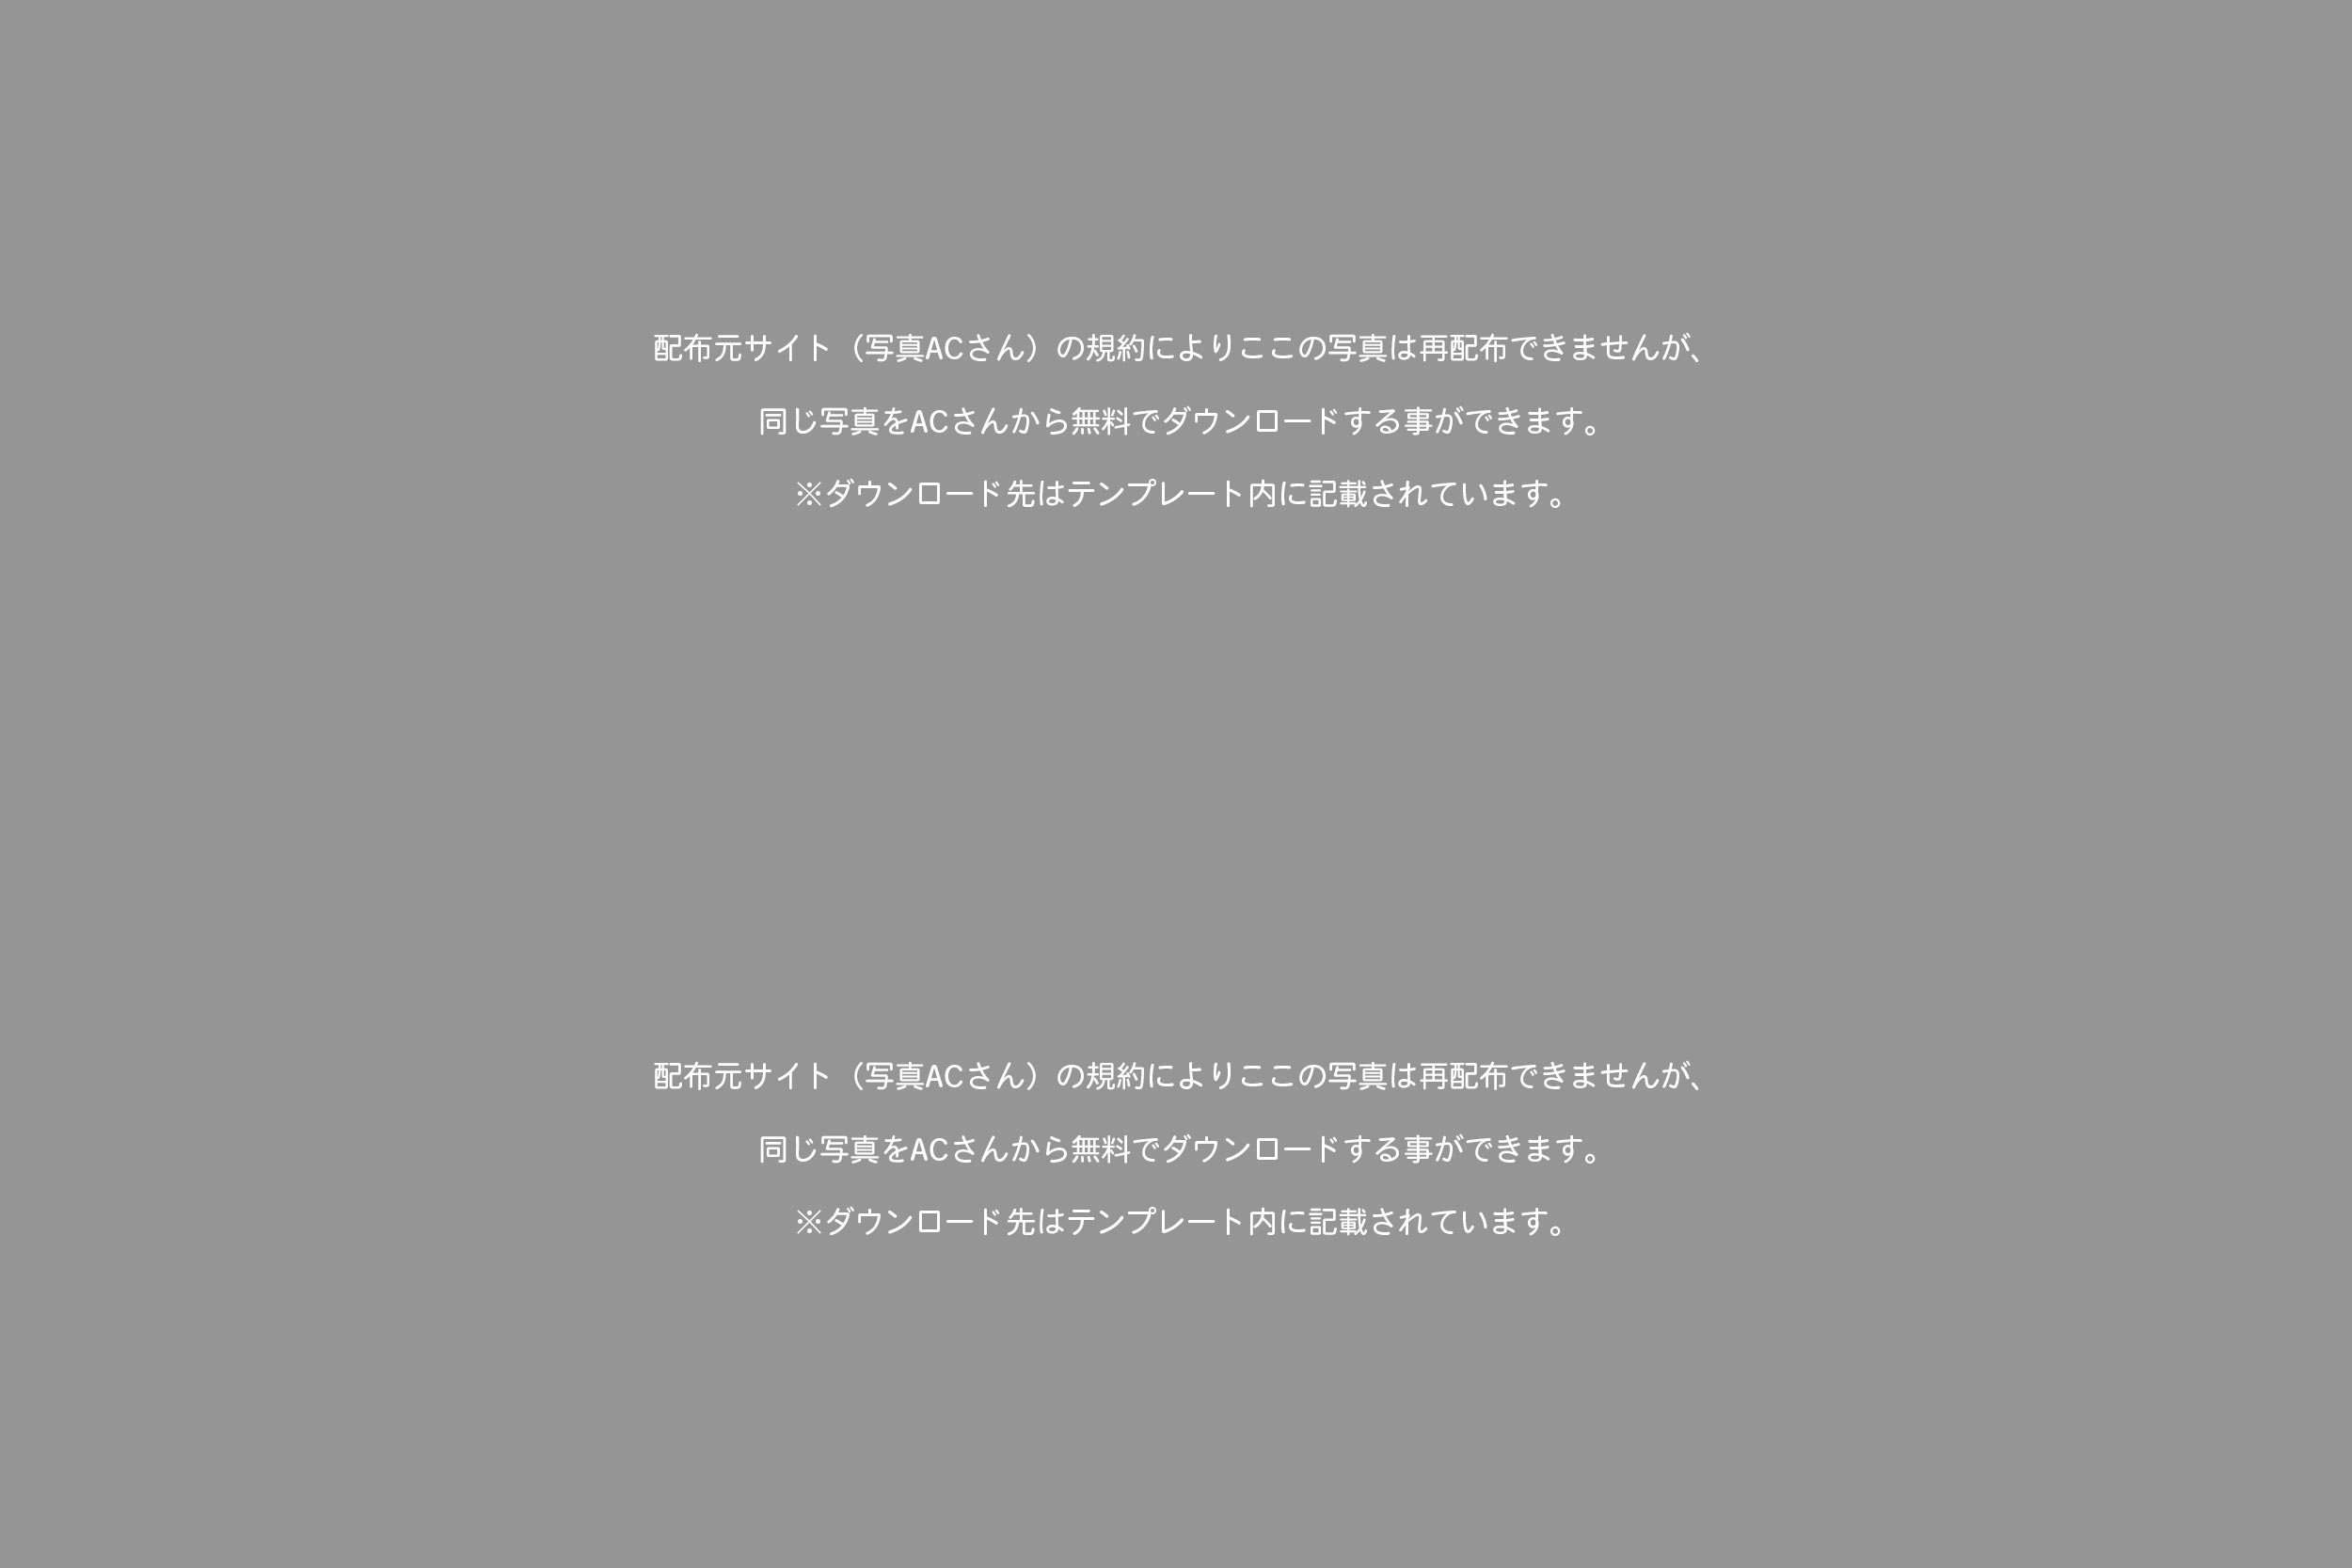 配布元サイト（写真ACさん）の規約によりここの写真は再配布できませんが、
同じ写真をACさんから無料でダウンロードする事ができます。
※ダウンロード先はテンプレート内に記載されています。
配布元サイト（写真ACさん）の規約によりここの写真は再配布できませんが、
同じ写真をACさんから無料でダウンロードする事ができます。
※ダウンロード先はテンプレート内に記載されています。